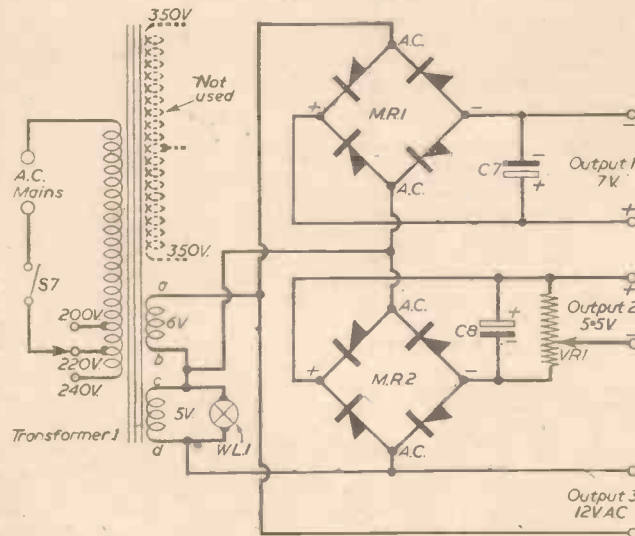 350V
Not
used
350V.
A.C.
Mains
S7
200V.
220V.
240V.
Transformer.1
a
6V
b
c
5V.
d
WL.1
A.C.
+
M.R.1
−
A.C.
C7
−
+
−
Output 1
7V.
+
A.C.
+
M.R.2
−
A.C.
C8
+
−
VR1
+
Output 2
5·5V.
−
Output 3
12V AC